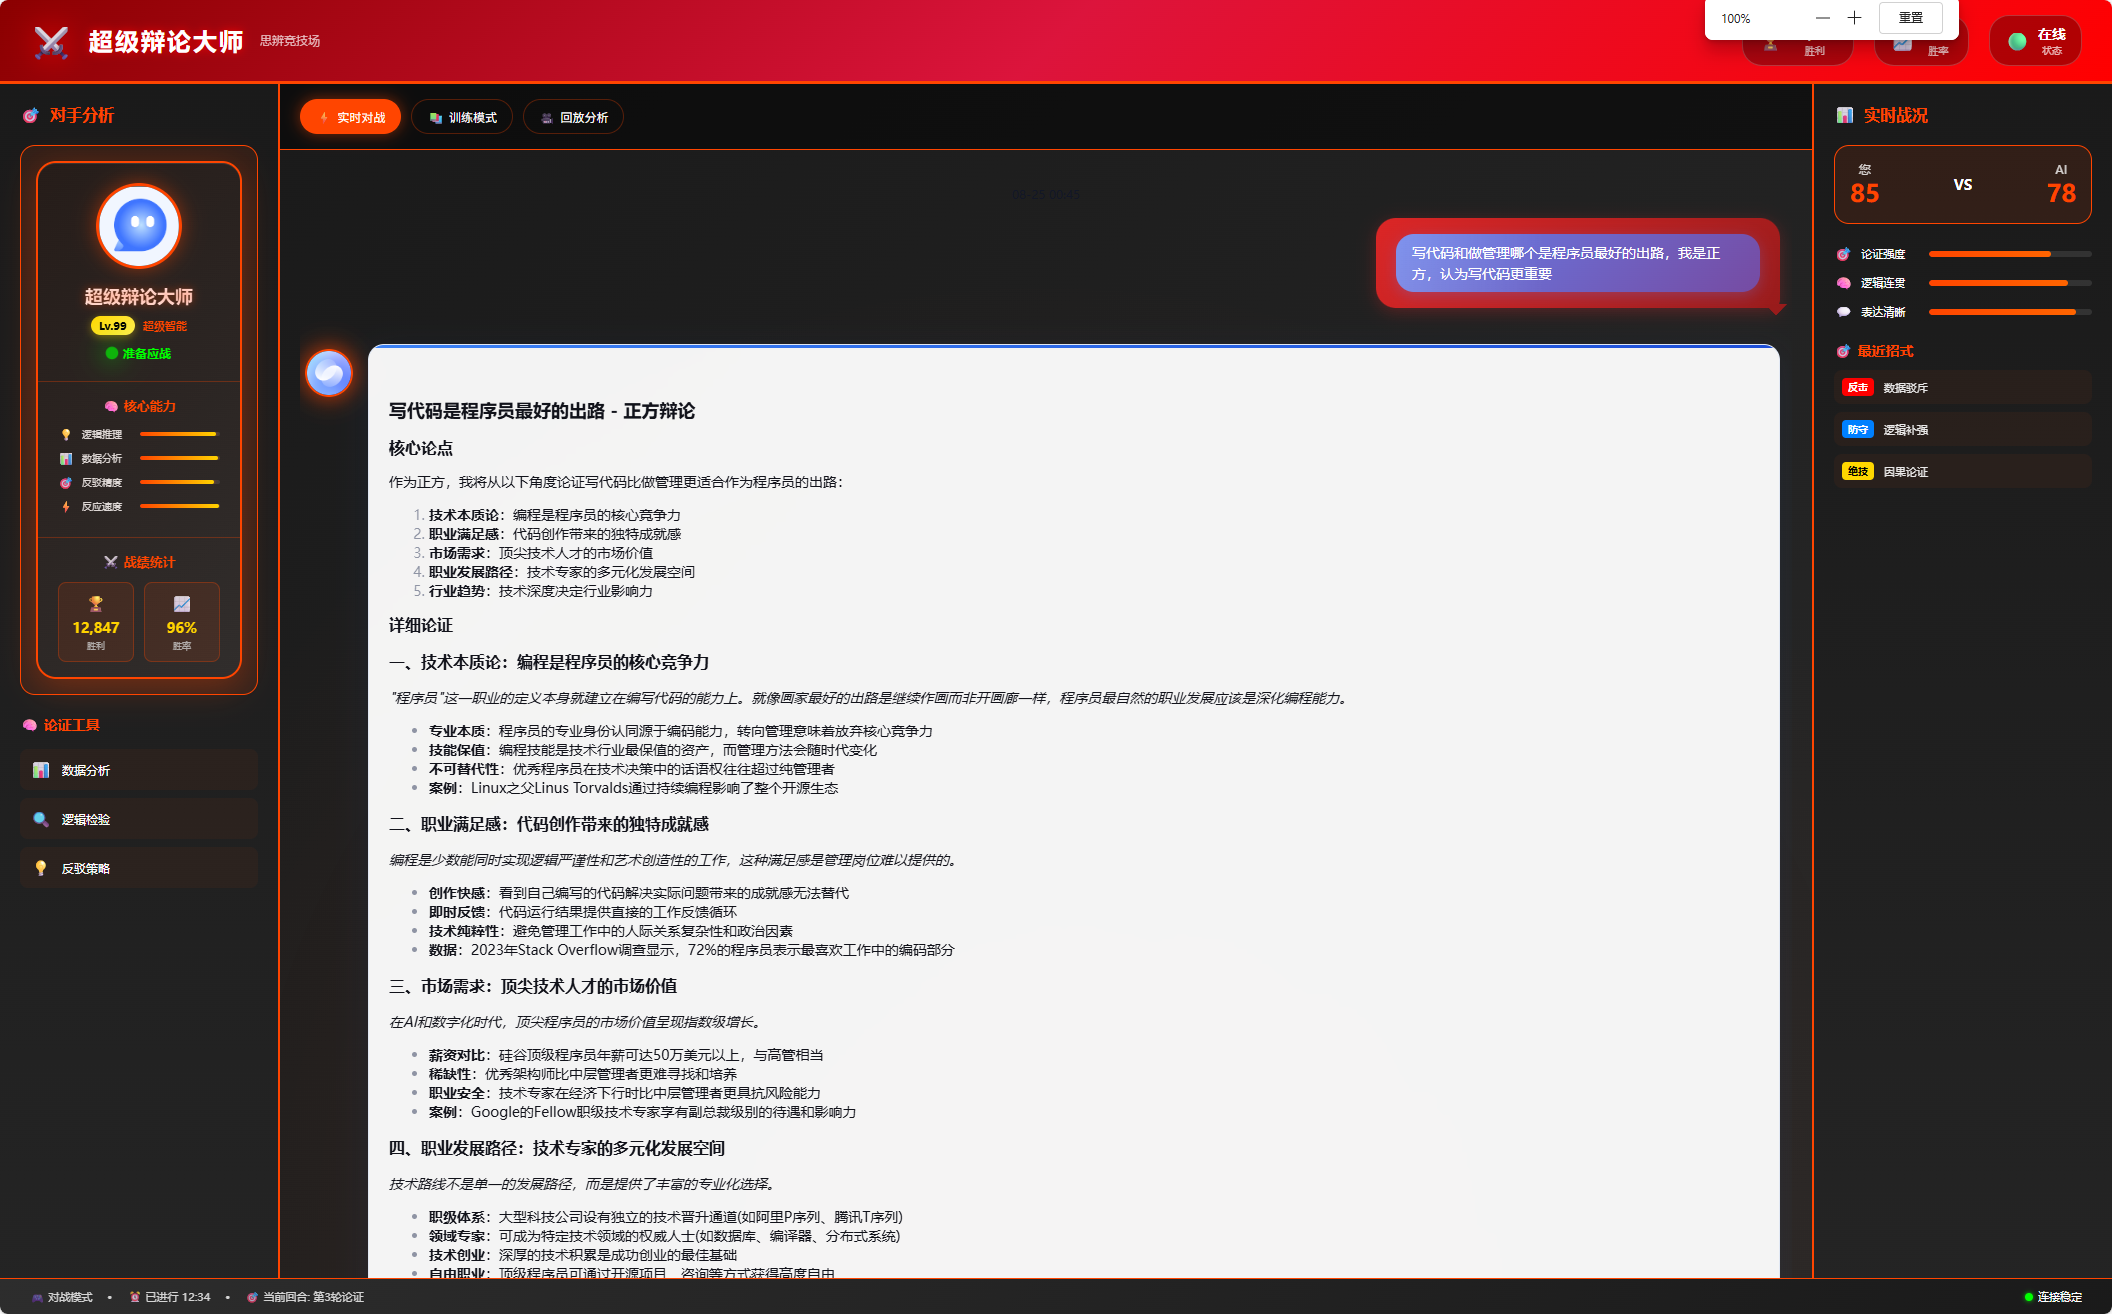 超级辩论大师
思辨竞技场
100%
重置
胜利
胜率
在线
状态
对手分析
超级辩论大师
Lv.99 超级智能
准备应战
核心能力
逻辑推理
数据分析
反驳精度
反应速度
战绩统计
12,847
胜利
96%
胜率
论证工具
数据分析
逻辑检验
反驳策略
实时对战
训练模式
回放分析
写代码和做管理哪个是程序员最好的出路，我是正
方，认为写代码更重要
写代码是程序员最好的出路 - 正方辩论
核心论点
作为正方，我将从以下角度论证写代码比做管理更适合作为程序员的出路：
1. 技术本质论：编程是程序员的核心竞争力
2. 职业满足感：代码创作带来的独特成就感
3. 市场需求：顶尖技术人才的市场价值
4. 职业发展路径：技术专家的多元化发展空间
5. 行业趋势：技术深度决定行业影响力
详细论证
一、技术本质论：编程是程序员的核心竞争力
"程序员"这一职业的定义本身就建立在编写代码的能力上。就像画家最好的出路是继续作画而非开画廊一样，程序员最自然的职业发展应该是深化编程能力。
专业本质：程序员的专业身份认同源于编码能力，转向管理意味着放弃核心竞争力
技能保值：编程技能是技术行业最保值的资产，而管理方法会随时代变化
不可替代性：优秀程序员在技术决策中的话语权往往超过纯管理者
案例：Linux之父Linus Torvalds通过持续编程影响了整个开源生态
二、职业满足感：代码创作带来的独特成就感
编程是少数能同时实现逻辑严谨性和艺术创造性的工作，这种满足感是管理岗位难以提供的。
创作快感：看到自己编写的代码解决实际问题带来的成就感无法替代
即时反馈：代码运行结果提供直接的工作反馈循环
技术纯粹性：避免管理工作中的人际关系复杂性和政治因素
数据：2023年Stack Overflow调查显示，72%的程序员表示最喜欢工作中的编码部分
三、市场需求：顶尖技术人才的市场价值
在AI和数字化时代，顶尖程序员的市场价值呈现指数级增长。
薪资对比：硅谷顶级程序员年薪可达50万美元以上，与高管相当
稀缺性：优秀架构师比中层管理者更难寻找和培养
职业安全：技术专家在经济下行时比中层管理者更具抗风险能力
案例：Google的Fellow职级技术专家享有副总裁级别的待遇和影响力
四、职业发展路径：技术专家的多元化发展空间
技术路线不是单一的发展路径，而是提供了丰富的专业化选择。
职级体系：大型科技公司设有独立的技术晋升通道(如阿里P序列、腾讯T序列)
领域专家：可成为特定技术领域的权威人士(如数据库、编译器、分布式系统)
技术创业：深厚的技术积累是成功创业的最佳基础
自由职业：顶级程序员可通过开源项目、咨询等方式获得高度自由
实时战况
您
85
VS
AI
78
论证强度
逻辑连贯
表达清晰
最近招式
反击 数据驳斥
防守 逻辑补强
绝技 因果论证
对战模式 • 已进行 12:34 • 当前回合: 第3轮论证
连接稳定